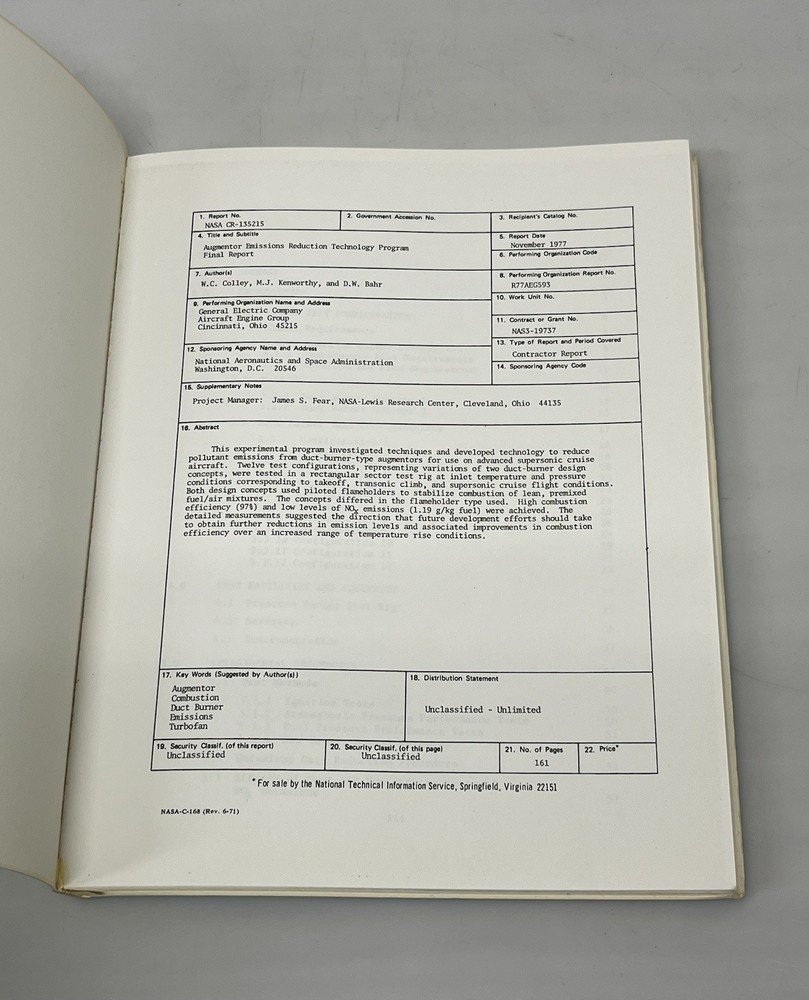 1. Report No.
NASA CR-135215
2. Government Accession No.
3. Recipient's Catalog No.
4. Title and Subtitle
Augmentor Emissions Reduction Technology Program
Final Report
5. Report Date
November 1977
6. Performing Organization Code
7. Author(s)
W.C. Colley, M.J. Kenworthy, and D.W. Bahr
8. Performing Organization Report No.
R77AEG593
9. Performing Organization Name and Address
General Electric Company
Aircraft Engine Group
Cincinnati, Ohio 45215
10. Work Unit No.
11. Contract or Grant No.
NAS3-19737
12. Sponsoring Agency Name and Address
National Aeronautics and Space Administration
Washington, D.C. 20546
13. Type of Report and Period Covered
Contractor Report
14. Sponsoring Agency Code
15. Supplementary Notes
Project Manager: James S. Fear, NASA-Lewis Research Center, Cleveland, Ohio 44135
16. Abstract
This experimental program investigated techniques and developed technology to reduce
pollutant emissions from duct-burner-type augmentors for use on advanced supersonic cruise
aircraft. Twelve test configurations, representing variations of two duct-burner design
concepts, were tested in a rectangular sector test rig at inlet temperature and pressure
conditions corresponding to takeoff, transonic climb, and supersonic cruise flight conditions.
Both design concepts used piloted flameholders to stabilize combustion of lean, premixed
fuel/air mixtures. The concepts differed in the flameholder type used. High combustion
efficiency (97%) and low levels of NOx emissions (1.19 g/kg fuel) were achieved. The
detailed measurements suggested the direction that future development efforts should take
to obtain further reductions in emission levels and associated improvements in combustion
efficiency over an increased range of temperature rise conditions.
17. Key Words (Suggested by Author(s))
Augmentor
Combustion
Duct Burner
Emissions
Turbofan
18. Distribution Statement
Unclassified - Unlimited
19. Security Classif. (of this report)
Unclassified
20. Security Classif. (of this page)
Unclassified
21. No. of Pages
161
22. Price*
* For sale by the National Technical Information Service, Springfield, Virginia 22151
NASA-C-168 (Rev. 6-71)